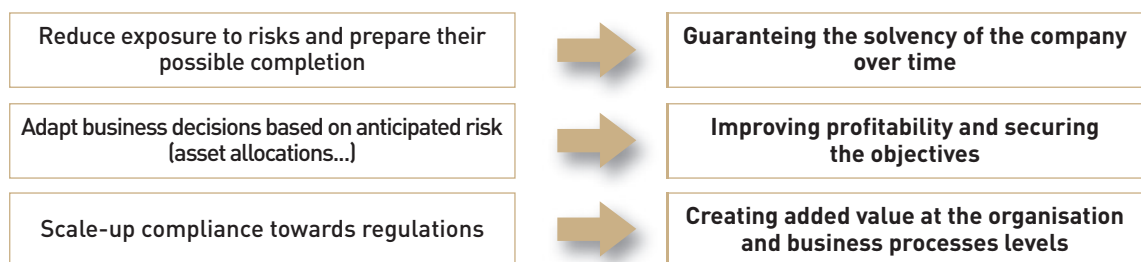 Reduce exposure to risks and prepare their
possible completion
Guaranteing the solvency of the company
over time
Adapt business decisions based on anticipated risk
(asset allocations...)
Improving profitability and securing
the objectives
Scale-up compliance towards regulations
Creating added value at the organisation
and business processes levels